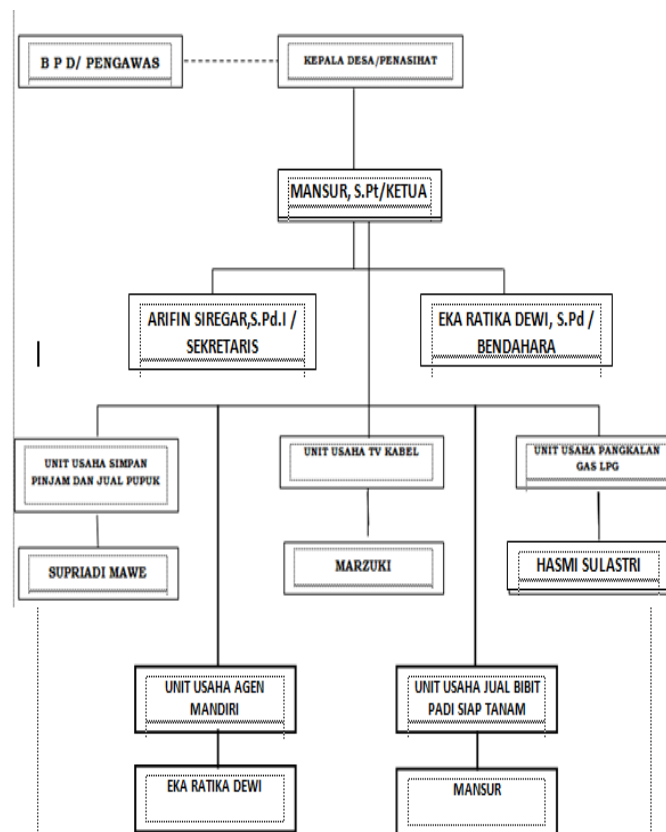 B P D/ PENGAWAS
KEPALA DESA/PENASIHAT
MANSUR, S.Pt/KETUA
ARIFIN SIREGAR,S.Pd.I /
SEKRETARIS
EKA RATIKA DEWI, S.Pd /
BENDAHARA
UNIT USAHA SIMPAN
PINJAM DAN JUAL PUPUK
UNIT USAHA TV KABEL
UNIT USAHA PANGKALAN
GAS LPG
SUPRIADI MAWE
MARZUKI
HASMI SULASTRI
UNIT USAHA AGEN
MANDIRI
UNIT USAHA JUAL BIBIT
PADI SIAP TANAM
EKA RATIKA DEWI
MANSUR